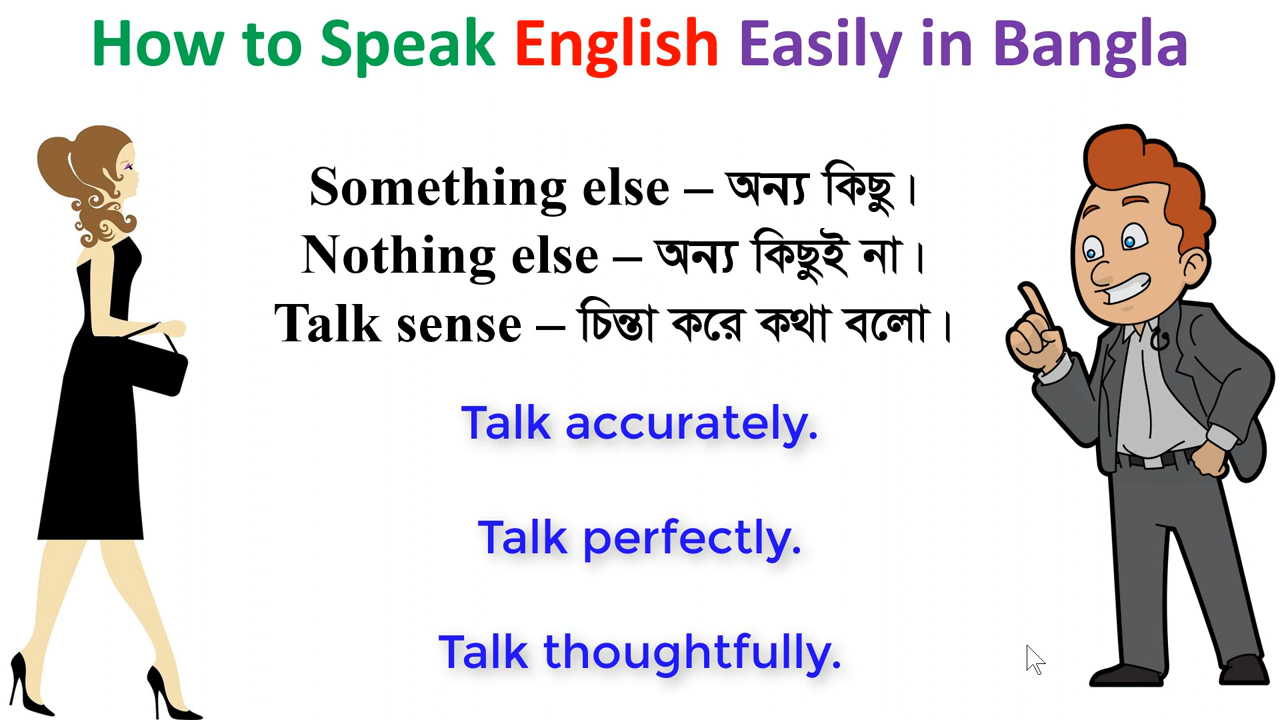 How to Speak English Easily in Bangla
Something else – অন্য কিছু।
Nothing else – অন্য কিছুই না।
Talk sense – চিন্তা করে কথা বলো।
Talk accurately.
Talk perfectly.
Talk thoughtfully.